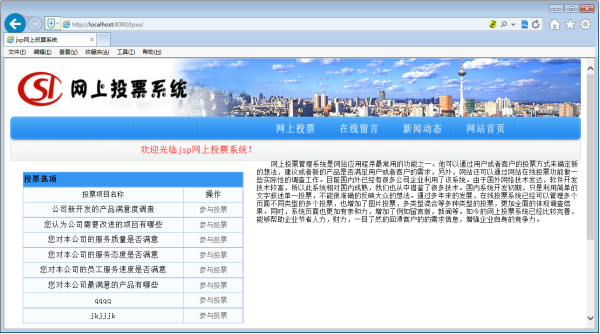 http://localhost:8080/tpxx/
jsp网上投票系统
文件(F) 编辑(E) 查看(V) 收藏夹(A) 工具(T) 帮助(H)
网上投票系统
网上投票 在线留言 新闻动态 网站首页
欢迎光临jsp网上投票系统！
投票选项
投票项目名称 操作
公司新开发的产品满意度调查 参与投票
您认为公司需要改进的项目有哪些 参与投票
您对本公司的服务质量是否满意 参与投票
您对本公司的服务态度是否满意 参与投票
您对本公司的员工服务速度是否满意 参与投票
您对本公司最满意的产品有哪些 参与投票
qqqq 参与投票
jkjjjk 参与投票
网上投票管理系统是网站应用程序最常用的功能之一。他可以通过用户或者客户的投票方式来确定新
的想法，建议或者新的产品是否满足用户或者客户的需求，另外，网站还可以通过网站在线投票功能做一
些实际性的调查工作。目前国内外已经有很多公司企业利用了该系统。由于国外网络技术发达，软件开发
技术较高，所以此系统相对国内成熟，我们也从中借鉴了很多技术。国内系统开发初期，只是利用简单的
文字叙述单一投票，不能很准确的反映大众的想法。通过多年来的发展，在线投票系统已经可以管理多个
页面不同类型的多个投票，也增加了图片投票，多类型混合等多种类型的投票，更加全面的体现调查结
果。同时，系统页面也更加有亲和力，增加了例如留言板，新闻等。如今的网上投票系统已经比较完善，
能够帮助企业节省人力，财力，一目了然的回馈客户的的需求信息，增强企业自身的竞争力。